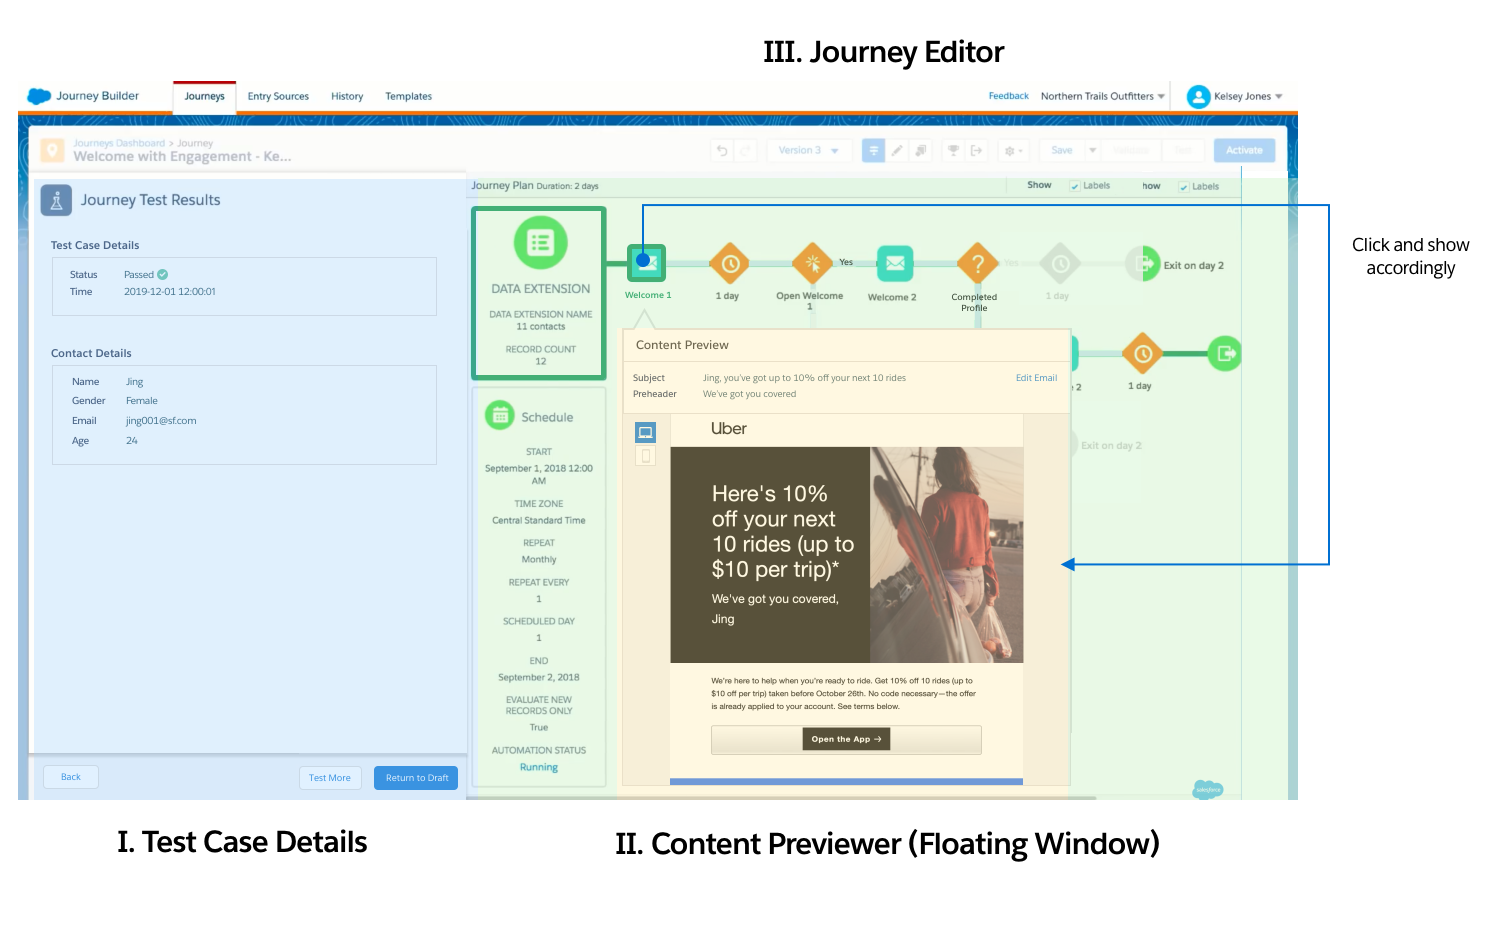 III. Journey Editor
Journey Builder
Journeys
Entry Sources
History
Templates
Feedback
Northern Trails Outfitters
Kelsey Jones
Journeys Dashboard > Journey
Welcome with Engagement - Ke...
Version 3
Save
Activate
Journey Test Results
Test Case Details
Status Passed
Time 2019-12-01 12:00:01
Contact Details
Name Jing
Gender Female
Email jing001@sf.com
Age 24
Back
Test More
Return to Draft
Journey Plan Duration: 2 days
Show
Labels
how
Labels
DATA EXTENSION
DATA EXTENSION NAME
11 contacts
RECORD COUNT
12
Schedule
START
September 1, 2018 12:00
AM
TIME ZONE
Central Standard Time
REPEAT
Monthly
REPEAT EVERY
1
SCHEDULED DAY
1
END
September 2, 2018
EVALUATE NEW
RECORDS ONLY
True
AUTOMATION STATUS
Running
Welcome 1
1 day
Open Welcome
1
Yes
Welcome 2
Completed
Profile
Yes
1 day
Exit on day 2
e 2
1 day
Exit on day 2
Content Preview
Subject Jing, you've got up to 10% off your next 10 rides
Edit Email
Preheader We've got you covered
Uber
Here's 10%
off your next
10 rides (up to
$10 per trip)*
We've got you covered,
Jing
We're here to help when you're ready to ride. Get 10% off 10 rides (up to
$10 off per trip) taken before October 26th. No code necessary—the offer
is already applied to your account. See terms below.
Open the App →
salesforce
Click and show
accordingly
I. Test Case Details
II. Content Previewer (Floating Window)